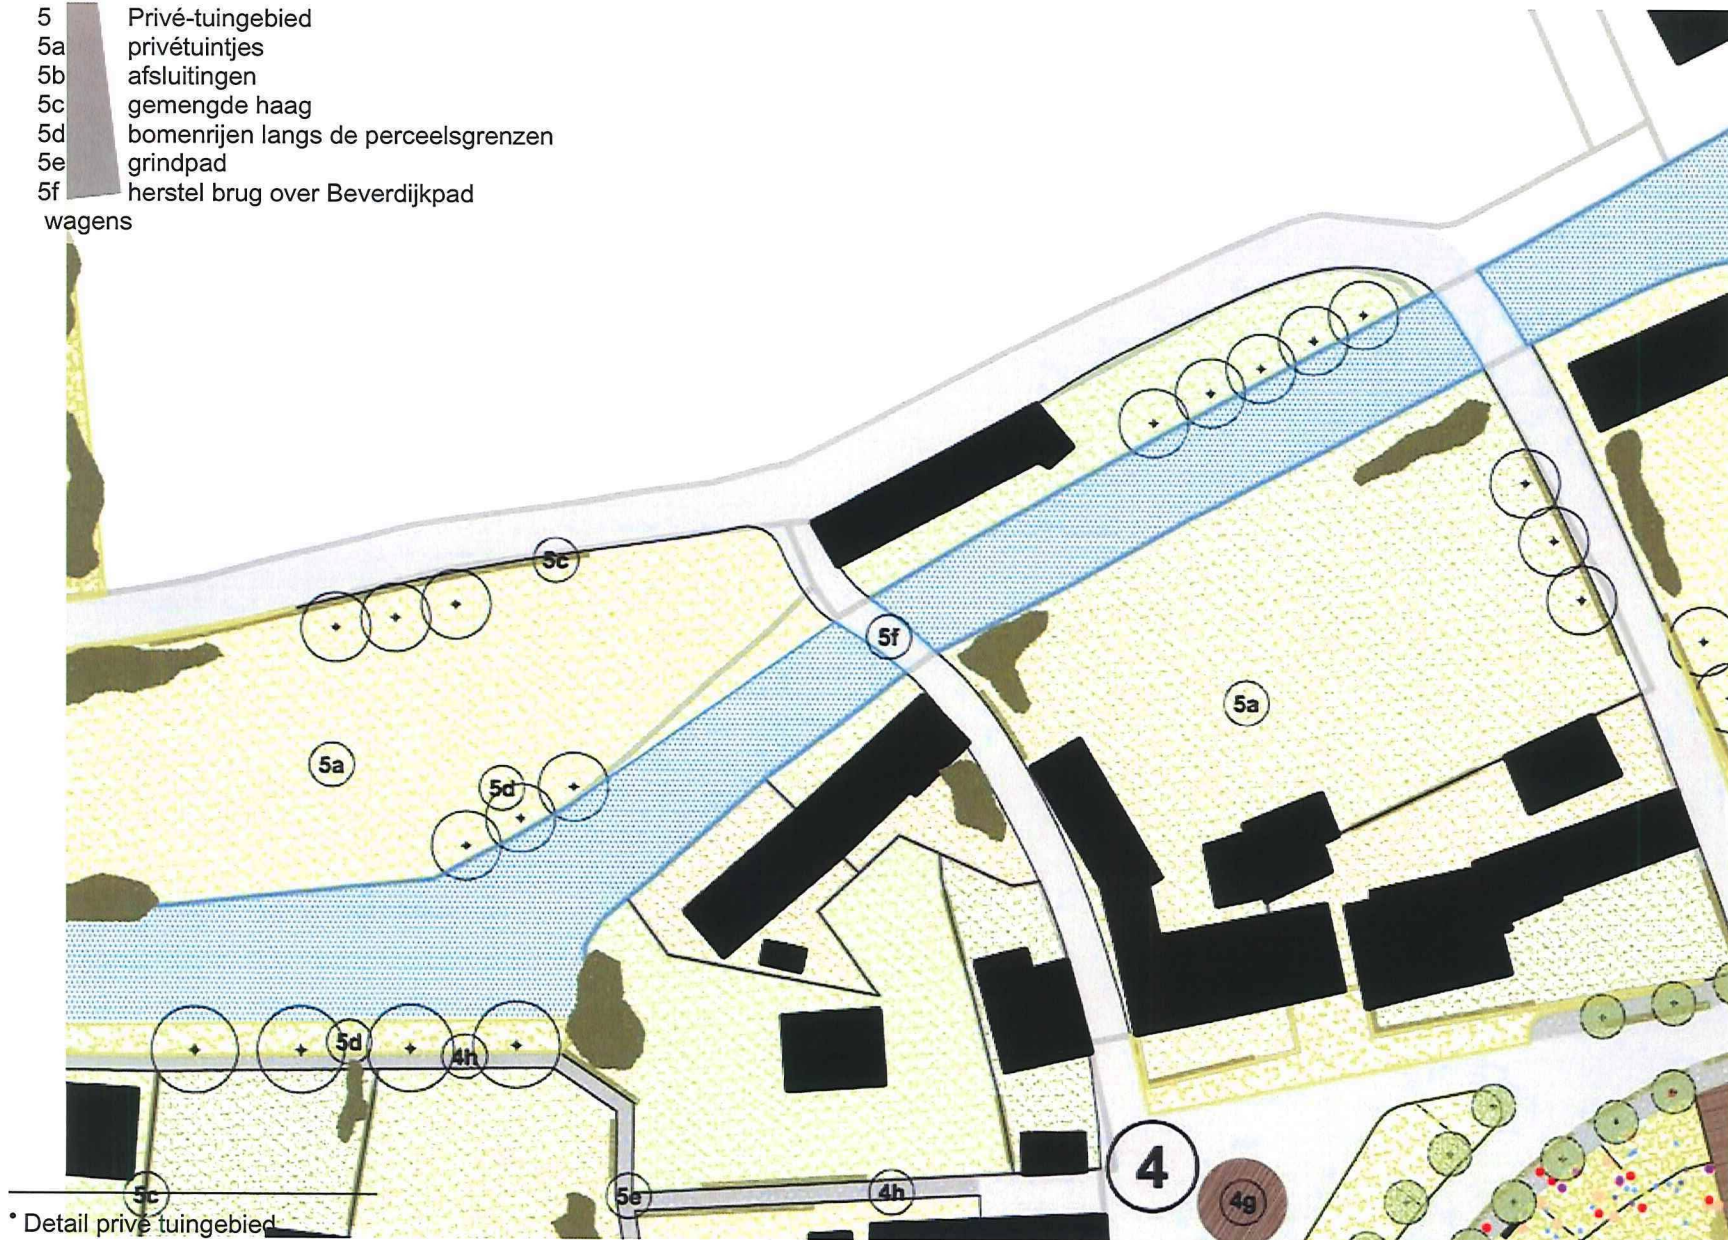 5 Privé-tuingebied
5a privétuintjes
5b afsluitingen
5c gemengde haag
5d bomenrijen langs de perceelsgrenzen
5e grindpad
5f herstel brug over Beverdijkpad
wagens
5c
5f
5a
5a
5d
5d
4h
4
5c
5e
4h
4g
* Detail privé tuingebied